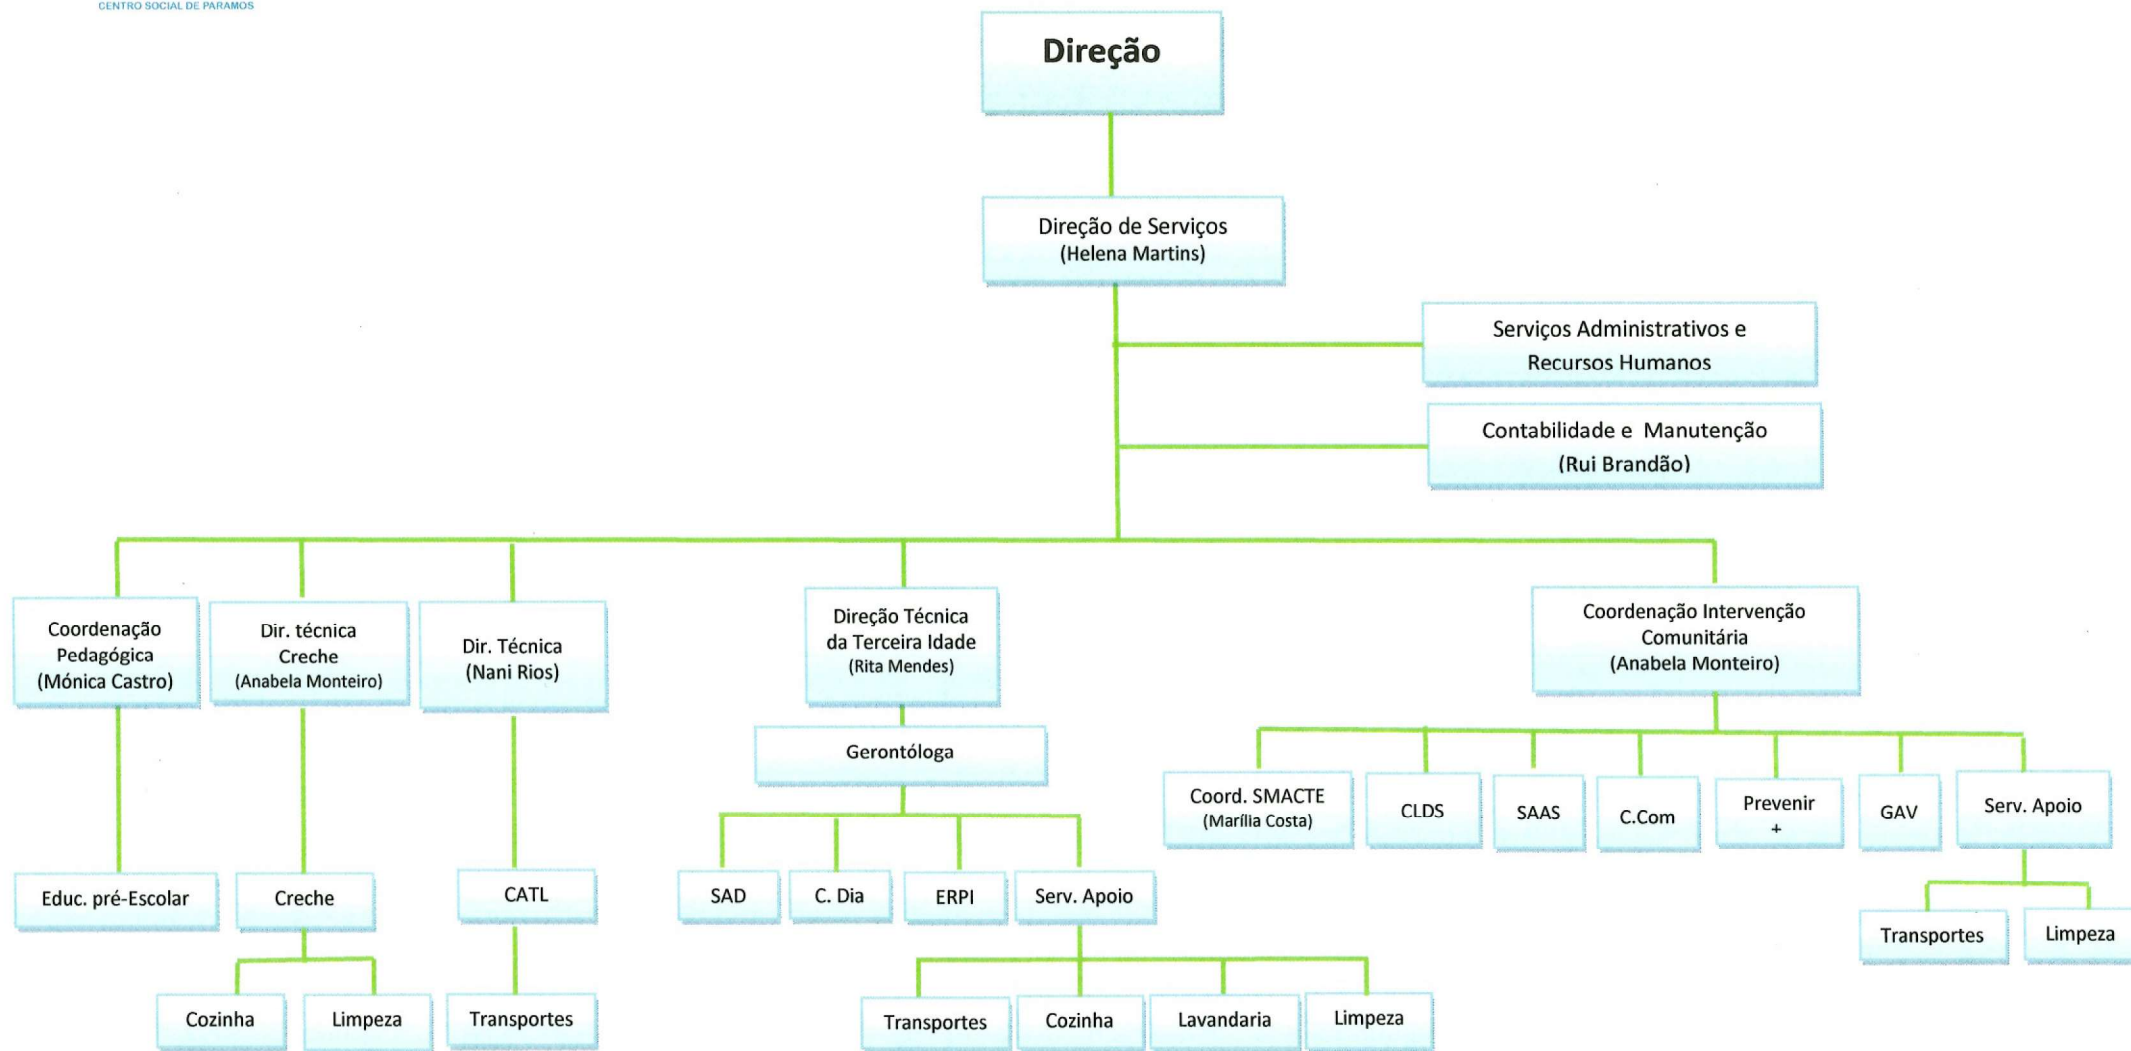 CENTRO SOCIAL DE PARAMOS
Direção
Direção de Serviços
(Helena Martins)
Serviços Administrativos e
Recursos Humanos
Contabilidade e Manutenção
(Rui Brandão)
Coordenação
Pedagógica
(Mónica Castro)
Dir. técnica
Creche
(Anabela Monteiro)
Dir. Técnica
(Nani Rios)
Direção Técnica
da Terceira Idade
(Rita Mendes)
Coordenação Intervenção
Comunitária
(Anabela Monteiro)
Gerontóloga
Coord. SMACTE
(Marília Costa)
CLDS
SAAS
C.Com
Prevenir
+
GAV
Serv. Apoio
Educ. pré-Escolar
Creche
CATL
SAD
C. Dia
ERPI
Serv. Apoio
Transportes
Limpeza
Cozinha
Limpeza
Transportes
Transportes
Cozinha
Lavandaria
Limpeza